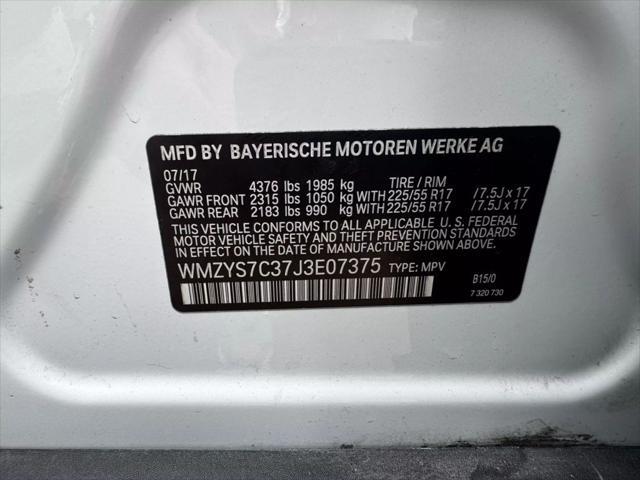 MFD BY BAYERISCHE MOTOREN WERKE AG
07/17
GVWR 4376 lbs 1985 kg TIRE / RIM
GAWR FRONT 2315 lbs 1050 kg WITH 225/55 R17 /7.5J x 17
GAWR REAR 2183 lbs 990 kg WITH 225/55 R17 /7.5J x 17
THIS VEHICLE CONFORMS TO ALL APPLICABLE U. S. FEDERAL
MOTOR VEHICLE SAFETY AND THEFT PREVENTION STANDARDS
IN EFFECT ON THE DATE OF MANUFACTURE SHOWN ABOVE.
WMZYS7C37J3E07375 TYPE: MPV
B15/0
7 320 730